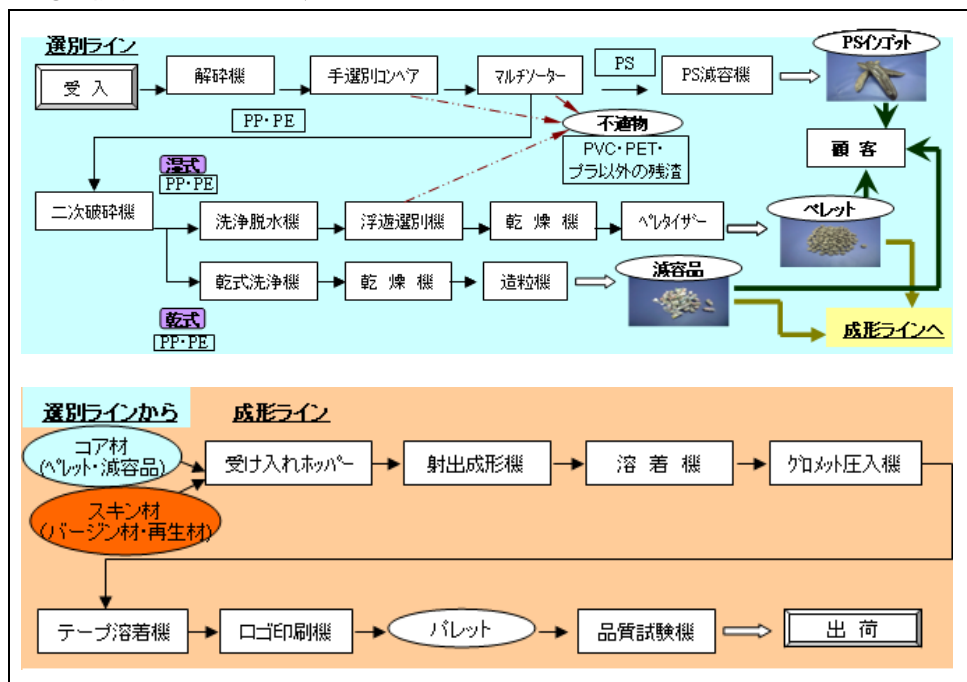 選別ライン
受入
解砕機
手選別コンベア
マルチソーター
PS
PS減容機
PSインゴット
PP・PE
不適物
PVC・PET・
プラ以外の残渣
顧客
湿式
PP・PE
二次破砕機
洗浄脱水機
浮遊選別機
乾燥機
ペレタイザー
ペレット
乾式洗浄機
乾燥機
造粒機
減容品
乾式
PP・PE
成形ラインへ
選別ラインから
成形ライン
コア材
(ペレット・減容品)
スキン材
(バージン材・再生材)
受け入れホッパー
射出成形機
溶着機
グロメット圧入機
テープ溶着機
ロゴ印刷機
パレット
品質試験機
出荷